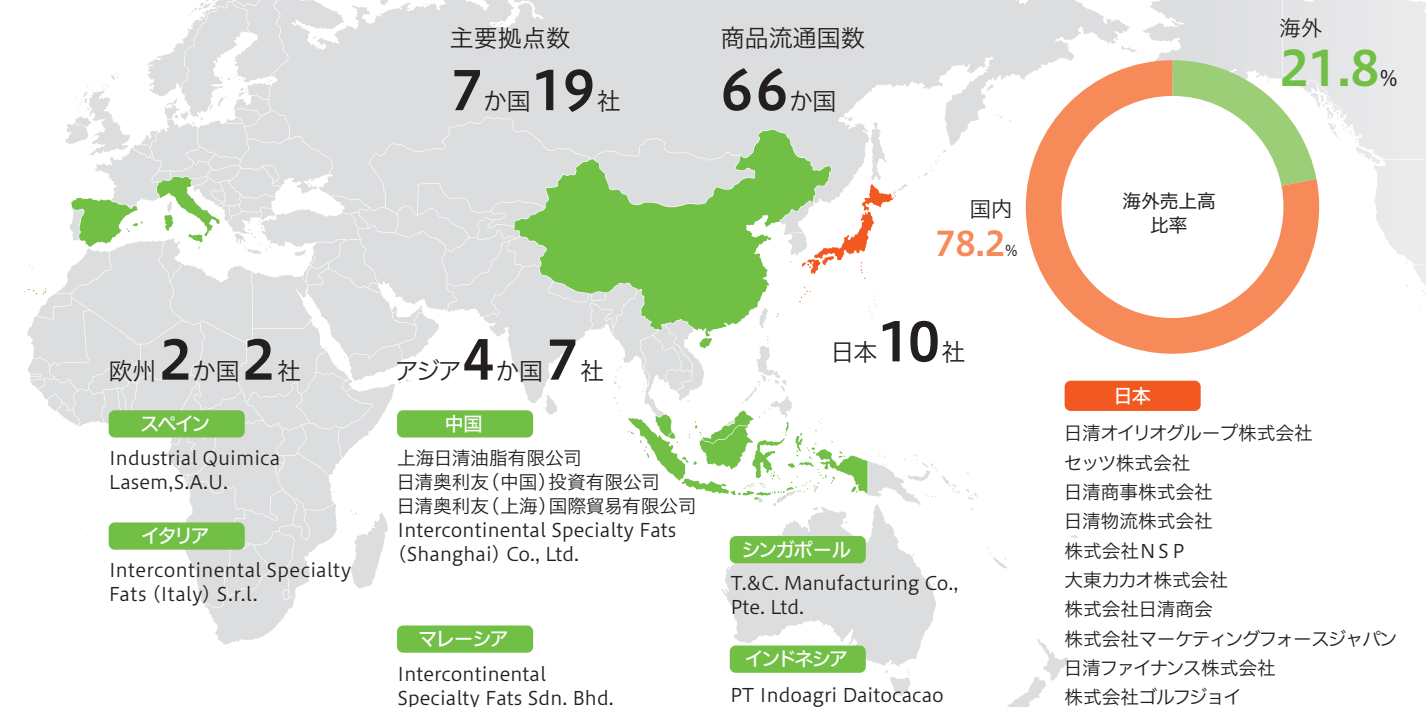 主要拠点数
7か国19社
商品流通国数
66か国
海外
21.8%
国内
78.2%
海外売上高
比率
欧州2か国2社
スペイン
Industrial Quimica
Lasem,S.A.U.
イタリア
Intercontinental Specialty
Fats (Italy) S.r.l.
アジア4か国7社
中国
上海日清油脂有限公司
日清奥利友(中国)投資有限公司
日清奥利友(上海)国際貿易有限公司
Intercontinental Specialty Fats
(Shanghai) Co., Ltd.
マレーシア
Intercontinental
Specialty Fats Sdn. Bhd.
シンガポール
T.&C. Manufacturing Co.,
Pte. Ltd.
インドネシア
PT Indoagri Daitocacao
日本10社
日本
日清オイリオグループ株式会社
セッツ株式会社
日清商事株式会社
日清物流株式会社
株式会社NSP
大東カカオ株式会社
株式会社日清商会
株式会社マーケティングフォースジャパン
日清ファイナンス株式会社
株式会社ゴルフジョイ